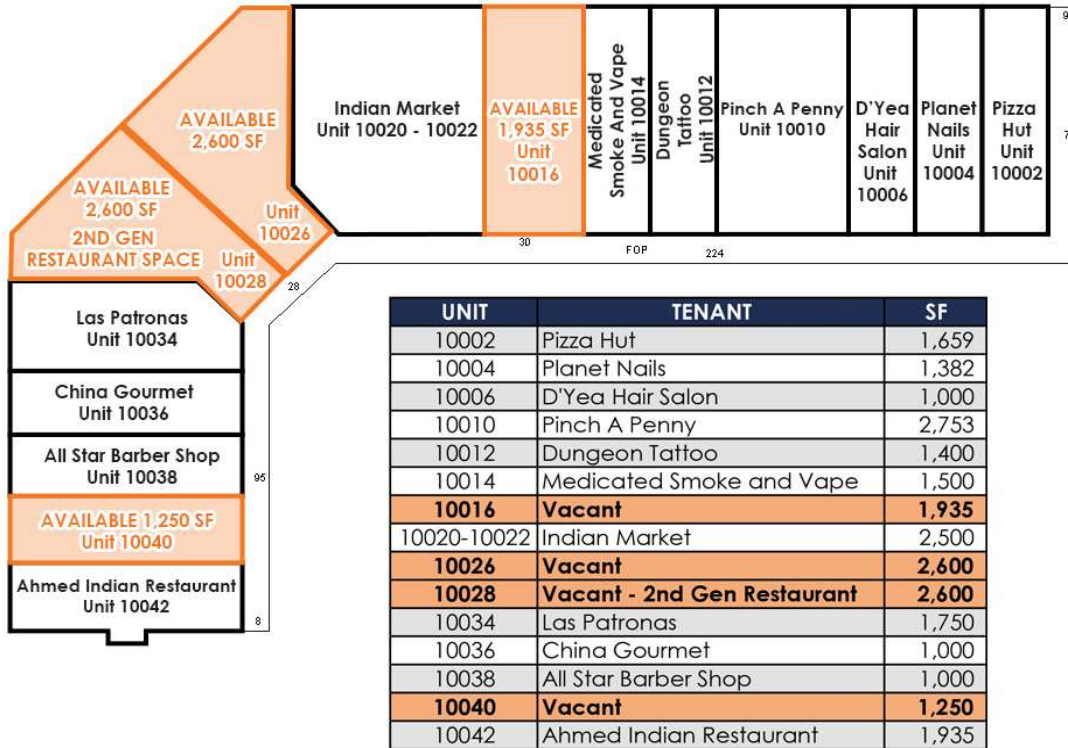 AVAILABLE
2,600 SF
Unit
10026
AVAILABLE
2,600 SF
2ND GEN
RESTAURANT SPACE
Unit
10028
Indian Market
Unit 10020 - 10022
AVAILABLE
1,935 SF
Unit
10016
Medicated
Smoke And Vape
Unit 10014
Dungeon
Tattoo
Unit 10012
Pinch A Penny
Unit 10010
D'Yea
Hair
Salon
Unit
10006
Planet
Nails
Unit
10004
Pizza
Hut
Unit
10002
9
7
30
FOP
224
28
Las Patronas
Unit 10034
China Gourmet
Unit 10036
All Star Barber Shop
Unit 10038
95
AVAILABLE 1,250 SF
Unit 10040
Ahmed Indian Restaurant
Unit 10042
8
UNIT TENANT SF
10002 Pizza Hut 1,659
10004 Planet Nails 1,382
10006 D'Yea Hair Salon 1,000
10010 Pinch A Penny 2,753
10012 Dungeon Tattoo 1,400
10014 Medicated Smoke and Vape 1,500
10016 Vacant 1,935
10020-10022 Indian Market 2,500
10026 Vacant 2,600
10028 Vacant - 2nd Gen Restaurant 2,600
10034 Las Patronas 1,750
10036 China Gourmet 1,000
10038 All Star Barber Shop 1,000
10040 Vacant 1,250
10042 Ahmed Indian Restaurant 1,935